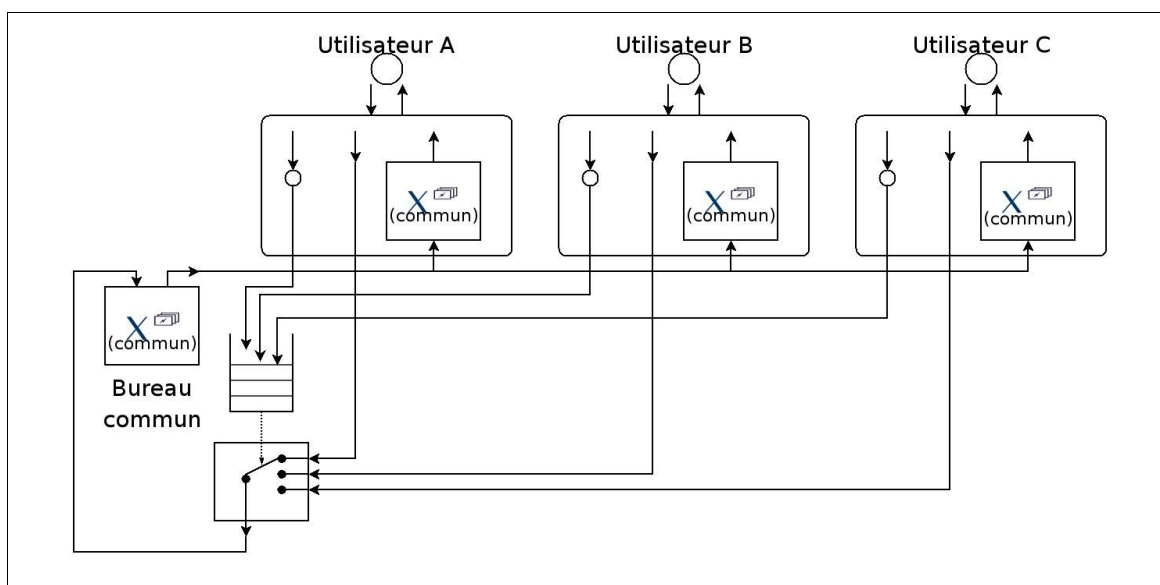 Utilisateur A
Utilisateur B
Utilisateur C
X
(commun)
X
(commun)
X
(commun)
X
(commun)
Bureau
commun